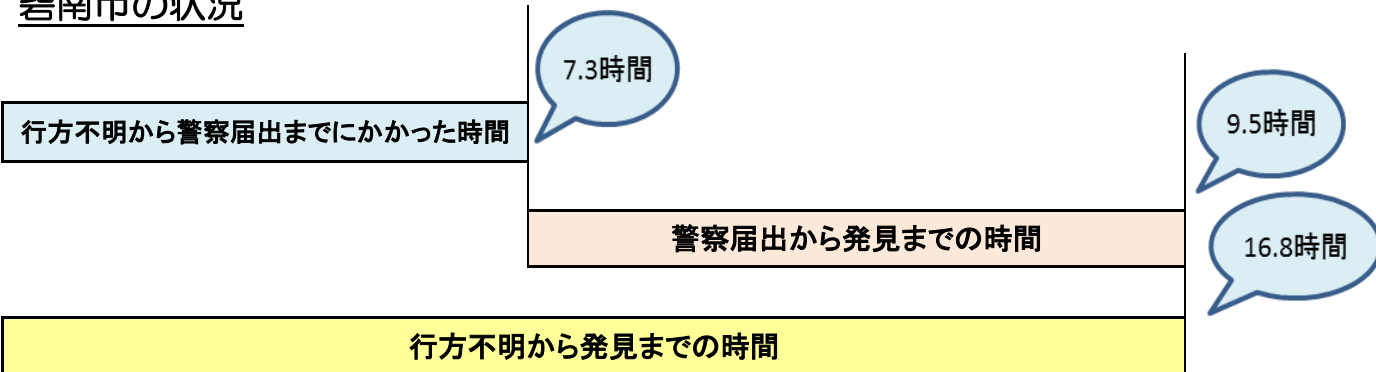 碧南市の状況
7.3時間
行方不明から警察届出までにかかった時間
9.5時間
警察届出から発見までの時間
16.8時間
行方不明から発見までの時間